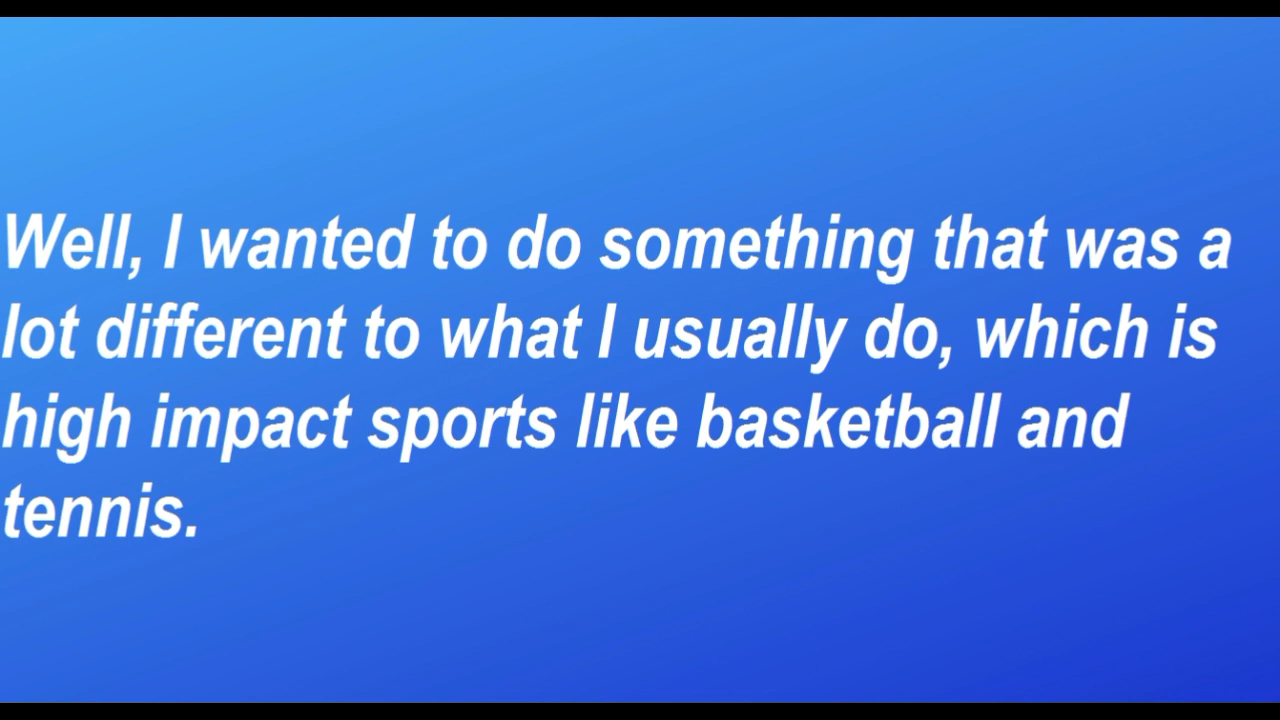 Well, I wanted to do something that was a
lot different to what I usually do, which is
high impact sports like basketball and
tennis.